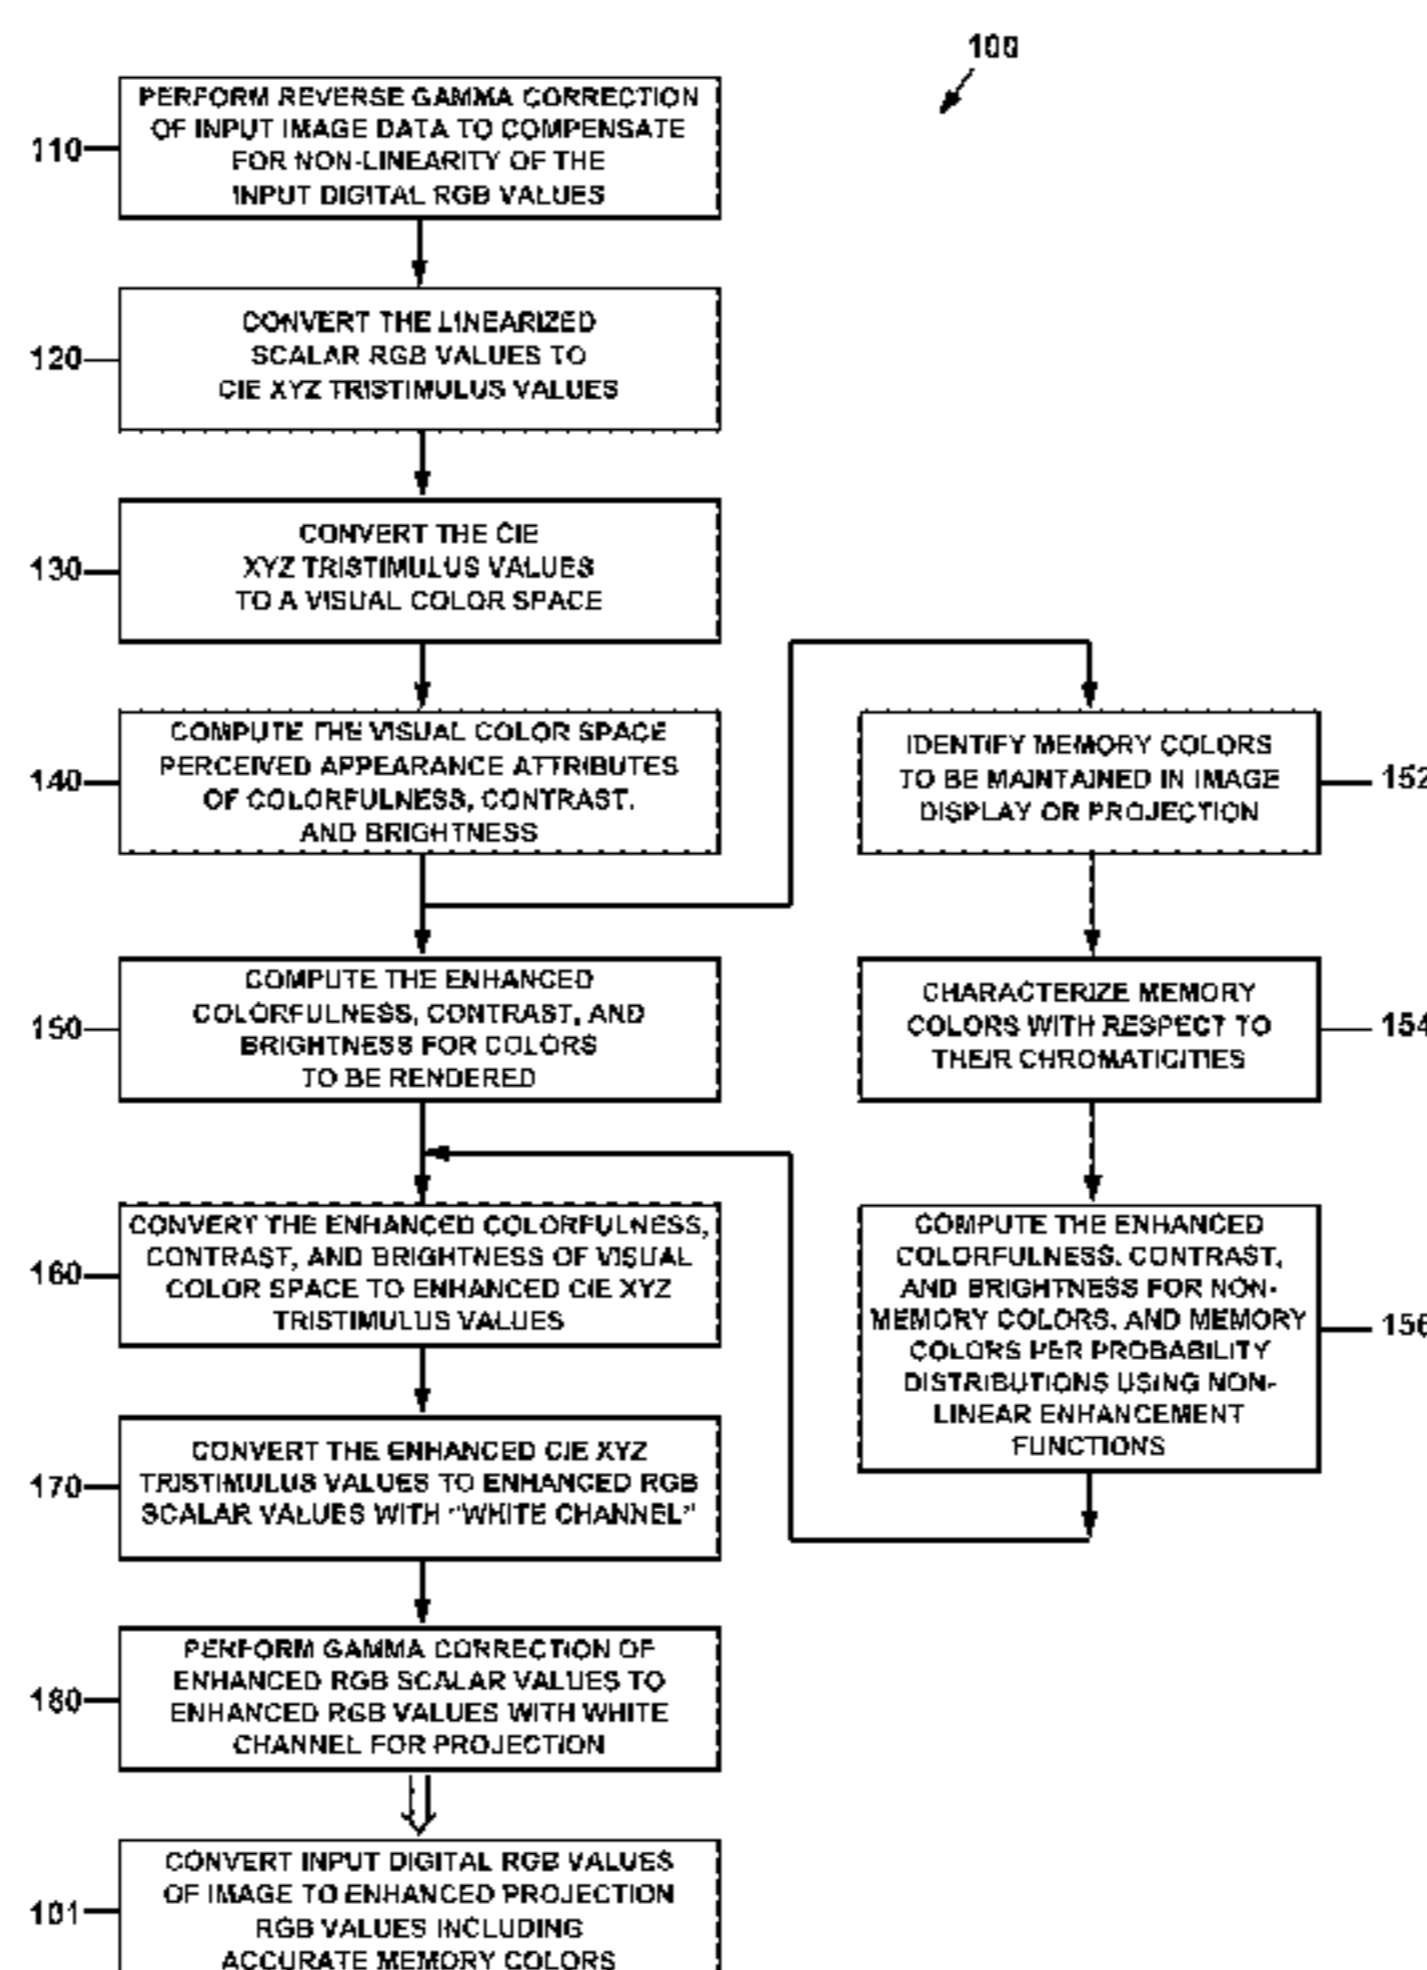 100
110
PERFORM REVERSE GAMMA CORRECTION
OF INPUT IMAGE DATA TO COMPENSATE
FOR NON-LINEARITY OF THE
INPUT DIGITAL RGB VALUES
120
CONVERT THE LINEARIZED
SCALAR RGB VALUES TO
CIE XYZ TRISTIMULUS VALUES
130
CONVERT THE CIE
XYZ TRISTIMULUS VALUES
TO A VISUAL COLOR SPACE
140
COMPUTE THE VISUAL COLOR SPACE
PERCEIVED APPEARANCE ATTRIBUTES
OF COLORFULNESS, CONTRAST,
AND BRIGHTNESS
150
COMPUTE THE ENHANCED
COLORFULNESS, CONTRAST, AND
BRIGHTNESS FOR COLORS
TO BE RENDERED
160
CONVERT THE ENHANCED COLORFULNESS,
CONTRAST, AND BRIGHTNESS OF VISUAL
COLOR SPACE TO ENHANCED CIE XYZ
TRISTIMULUS VALUES
170
CONVERT THE ENHANCED CIE XYZ
TRISTIMULUS VALUES TO ENHANCED RGB
SCALAR VALUES WITH "WHITE CHANNEL"
180
PERFORM GAMMA CORRECTION OF
ENHANCED RGB SCALAR VALUES TO
ENHANCED RGB VALUES WITH WHITE
CHANNEL FOR PROJECTION
101
CONVERT INPUT DIGITAL RGB VALUES
OF IMAGE TO ENHANCED PROJECTION
RGB VALUES INCLUDING
ACCURATE MEMORY COLORS
IDENTIFY MEMORY COLORS
TO BE MAINTAINED IN IMAGE
DISPLAY OR PROJECTION
152
CHARACTERIZE MEMORY
COLORS WITH RESPECT TO
THEIR CHROMATICITIES
154
COMPUTE THE ENHANCED
COLORFULNESS, CONTRAST,
AND BRIGHTNESS FOR NON-
MEMORY COLORS, AND MEMORY
COLORS PER PROBABILITY
DISTRIBUTIONS USING NON-
LINEAR ENHANCEMENT
FUNCTIONS
156